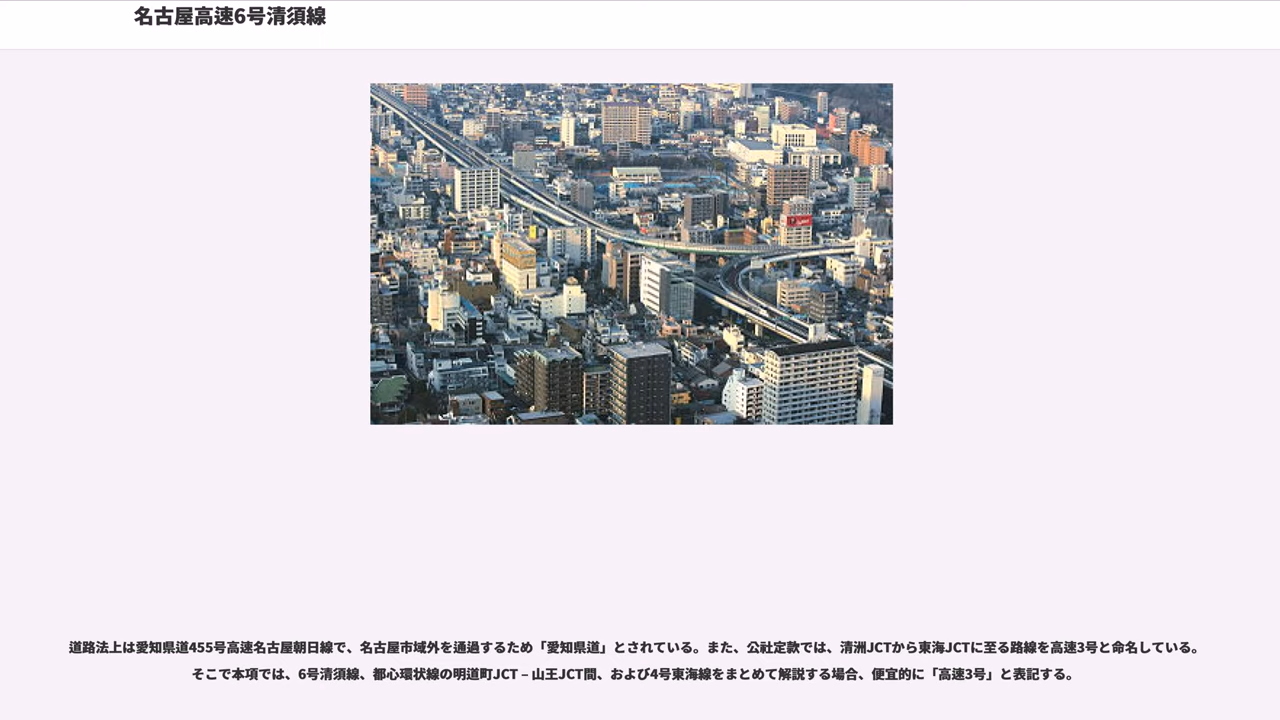 名古屋高速6号清須線
道路法上は愛知県道455号高速名古屋朝日線で、名古屋市域外を通過するため「愛知県道」とされている。また、公社定款では、清洲JCTから東海JCTに至る路線を高速3号と命名している。
そこで本項では、6号清須線、都心環状線の明道町JCT – 山王JCT間、および4号東海線をまとめて解説する場合、便宜的に「高速3号」と表記する。